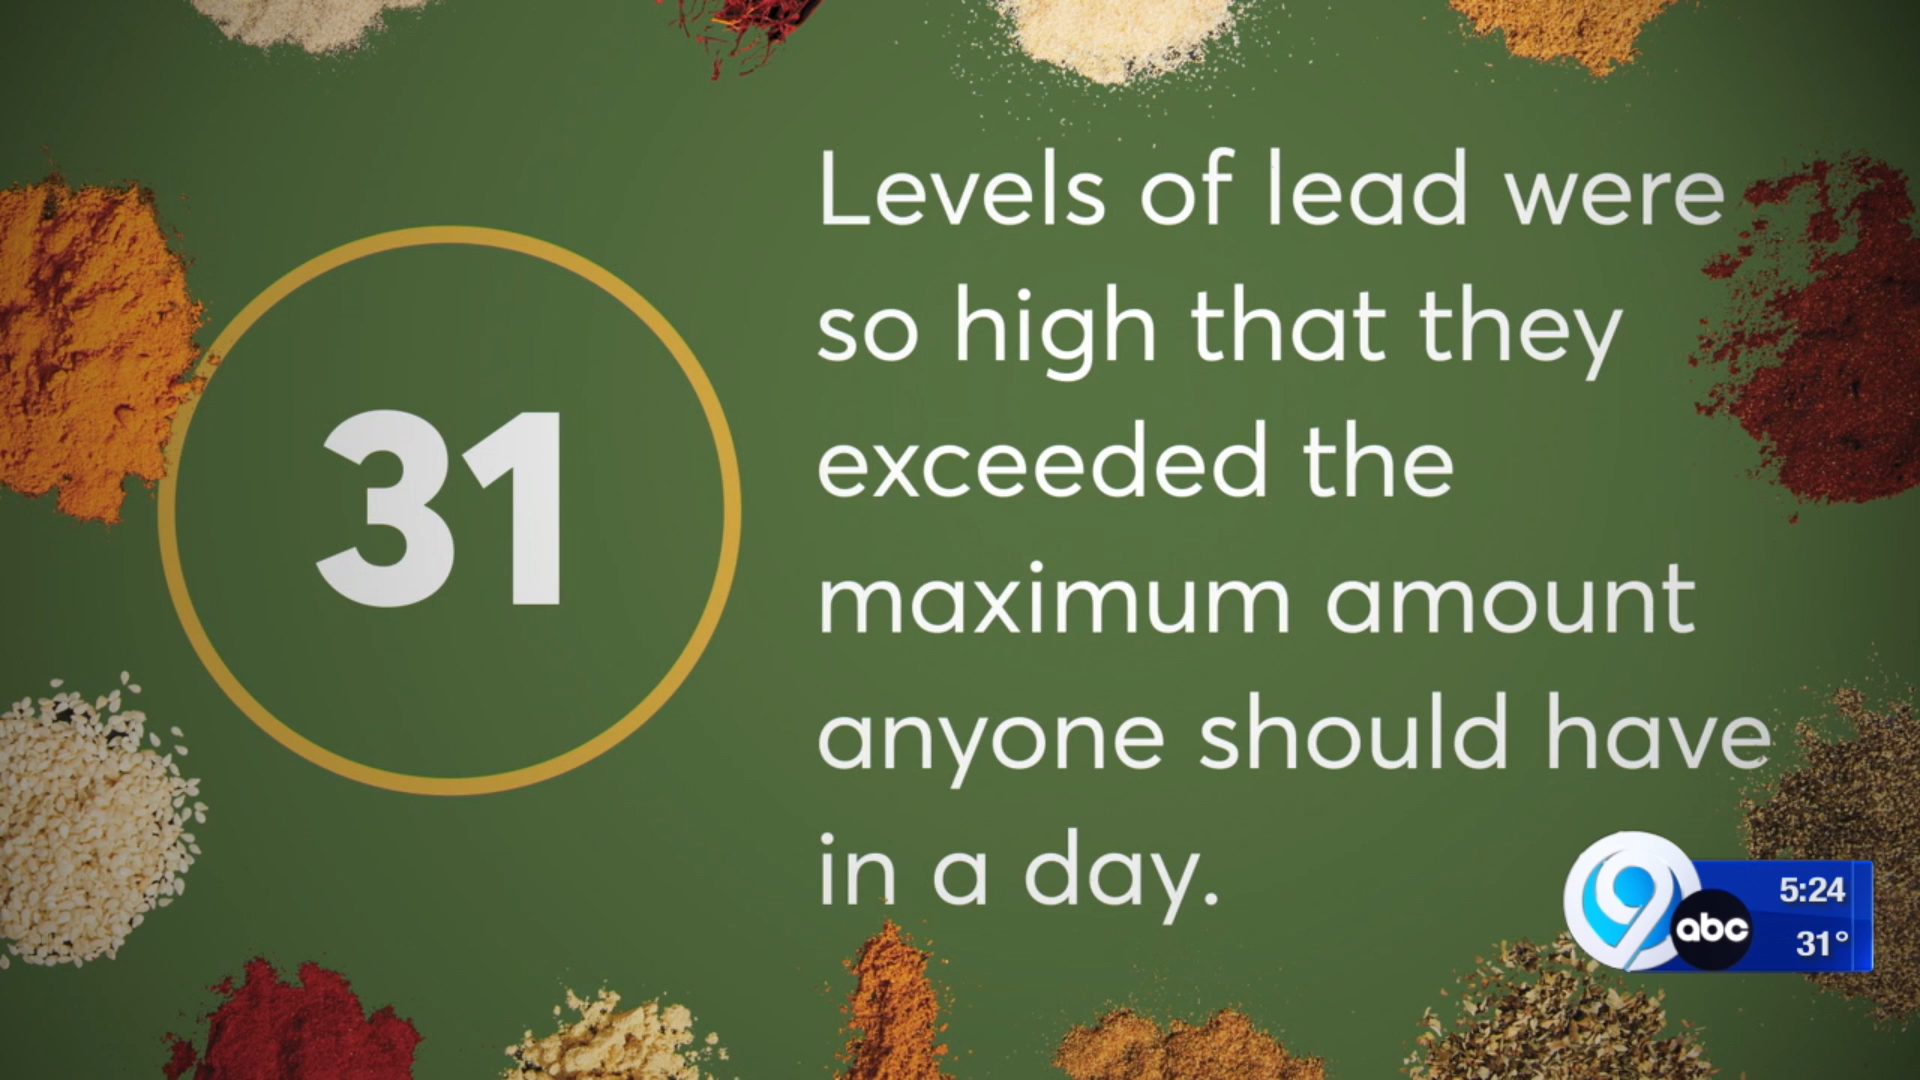 31
Levels of lead were
so high that they
exceeded the
maximum amount
anyone should have
in a day.
9
abc
5:24
31°